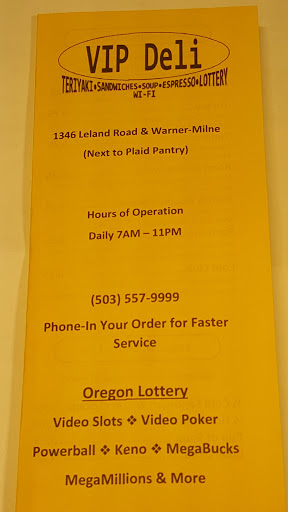 VIP Deli
TERIYAKI•SANDWICHES•SOUP•ESPRESSO•LOTTERY
WI-FI
1346 Leland Road & Warner-Milne
(Next to Plaid Pantry)
Hours of Operation
Daily 7AM – 11PM
(503) 557-9999
Phone-In Your Order for Faster
Service
Oregon Lottery
Video Slots ❖ Video Poker
Powerball ❖ Keno ❖ MegaBucks
MegaMillions & More